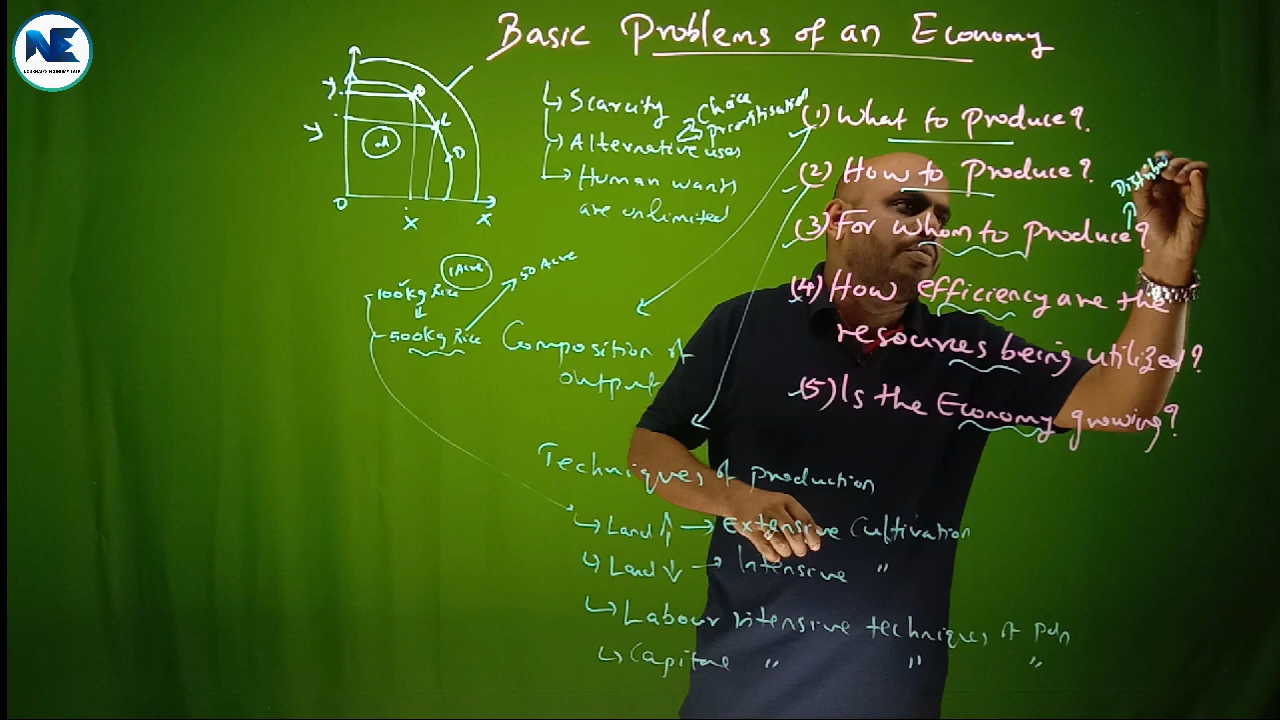 NE
Basic Problems of an Economy
y
y
A
B
C
D
O
X
X
Scarcity
Choice
prioritisation
Alternative uses
Human wants
are unlimited
(1) What to Produce?
(2) How to Produce?
(3) For whom to produce?
(4) How efficiency are the
resources being utilized?
(5) Is the Economy growing?
100kg Rice
1 Acre
50 Acre
500kg Rice
Composition of
output
Techniques of production
Land ↑ → Extensive Cultivation
Land ↓ → Intensive "
Labour intensive techniques of Pdn
Capital " " "